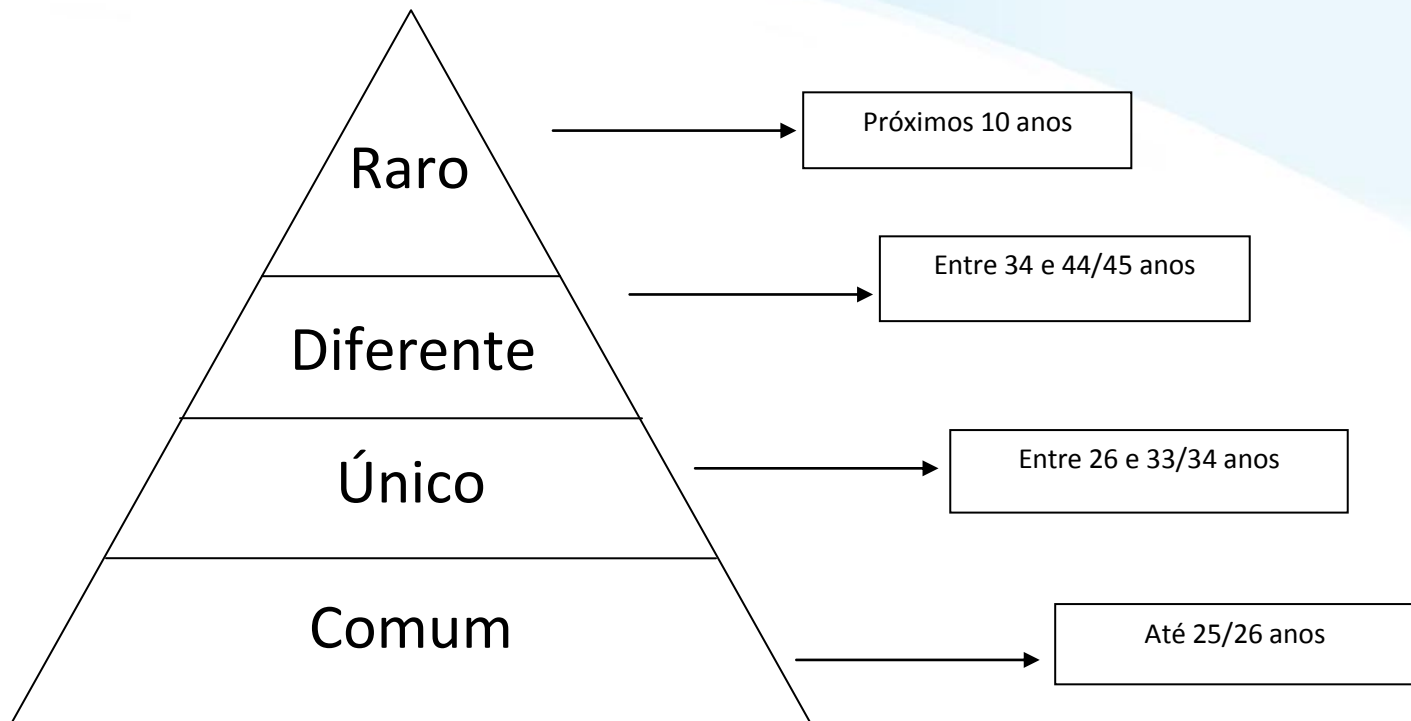 Próximos 10 anos
Raro
Entre 34 e 44/45 anos
Diferente
Entre 26 e 33/34 anos
Único
Comum
Até 25/26 anos